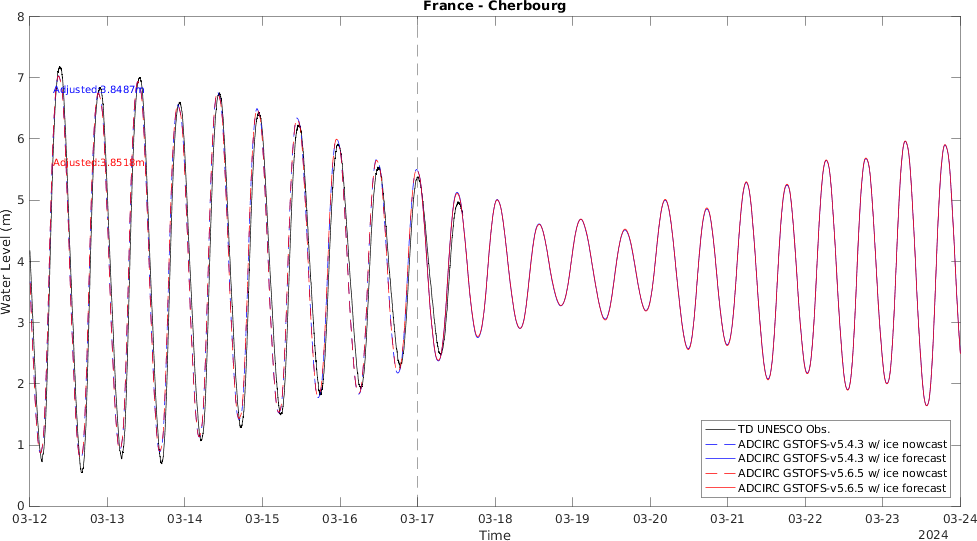 France - Cherbourg
Water Level (m)
8
7
6
5
4
3
2
1
0
Adjusted:3.8487m
Adjusted:3.8518m
TD UNESCO Obs.
ADCIRC GSTOFS-v5.4.3 w/ ice nowcast
ADCIRC GSTOFS-v5.4.3 w/ ice forecast
ADCIRC GSTOFS-v5.6.5 w/ ice nowcast
ADCIRC GSTOFS-v5.6.5 w/ ice forecast
03-12 03-13 03-14 03-15 03-16 03-17 03-18 03-19 03-20 03-21 03-22 03-23 03-24
Time
2024